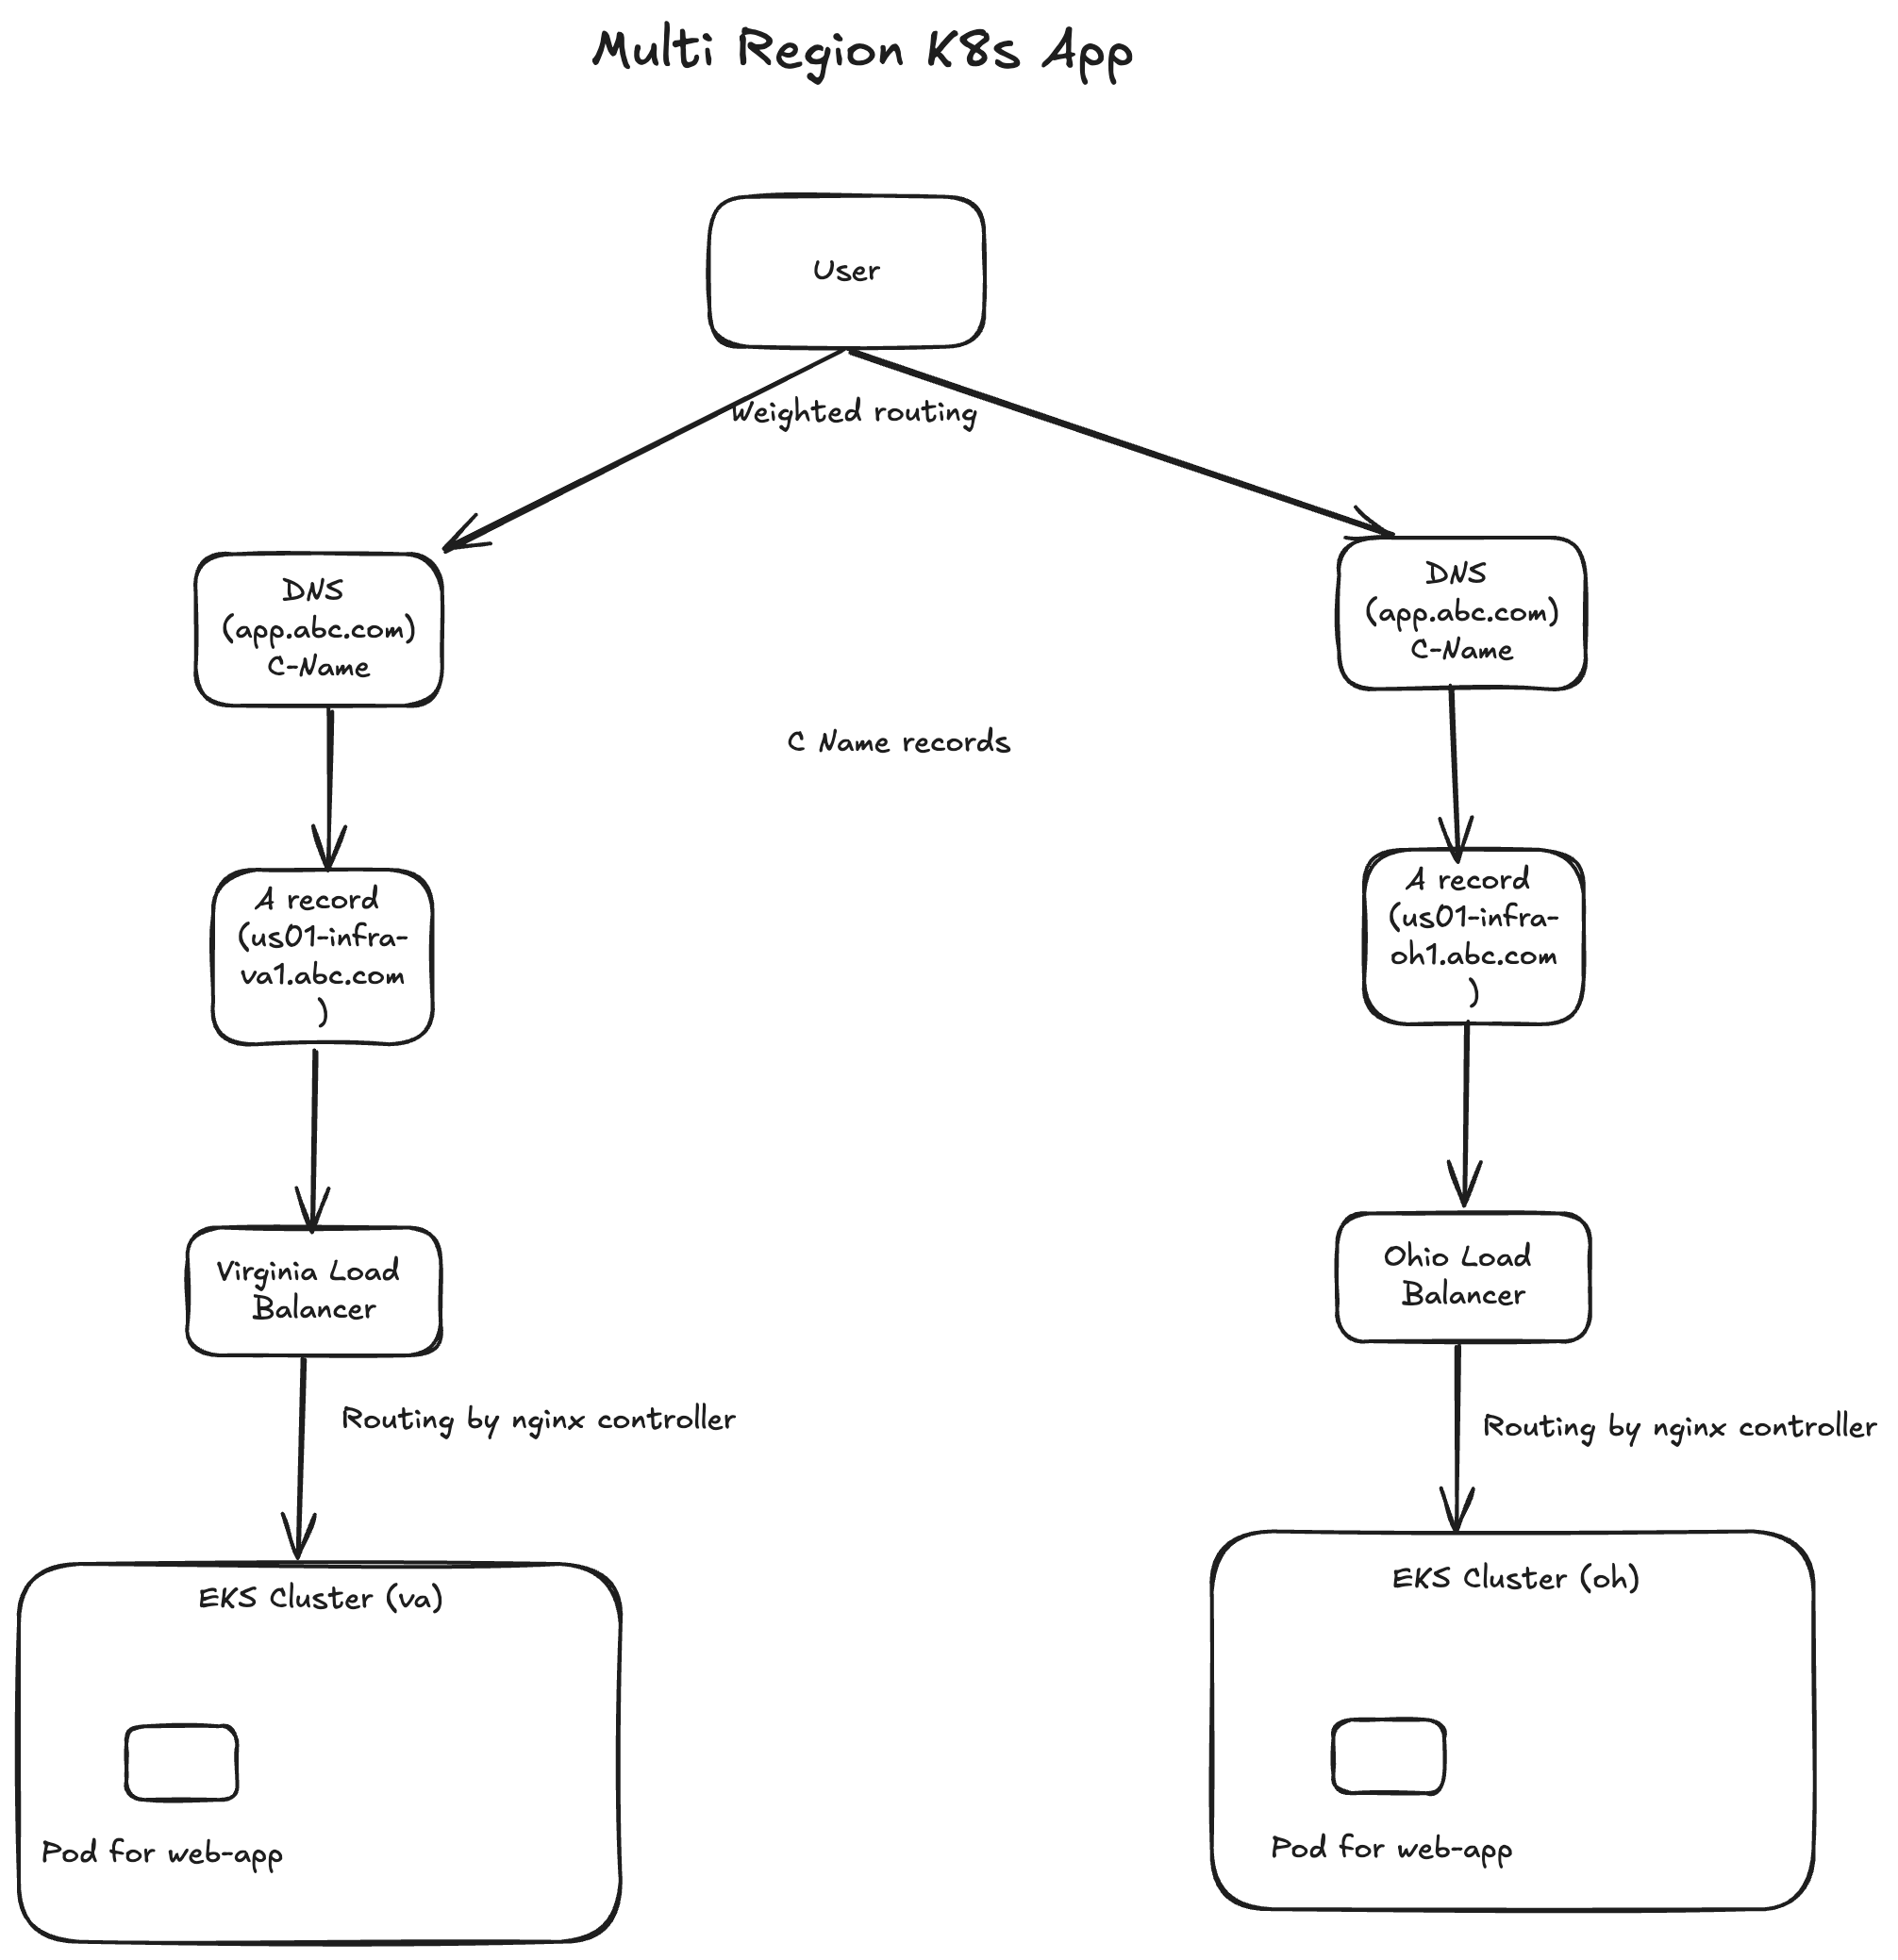 Multi Region K8s App
User
Weighted routing
DNS
(app.abc.com)
C-Name
DNS
(app.abc.com)
C-Name
C Name records
A record
(us01-infra-
va1.abc.com
)
A record
(us01-infra-
oh1.abc.com
)
Virginia Load
Balancer
Ohio Load
Balancer
Routing by nginx controller
Routing by nginx controller
EKS Cluster (va)
Pod for web-app
EKS Cluster (oh)
Pod for web-app